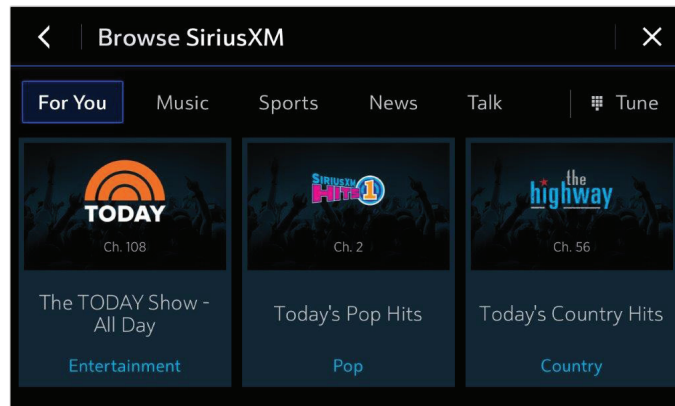 Browse SiriusXM
For You Music Sports News Talk Tune
TODAY
Ch. 108
The TODAY Show -
All Day
Entertainment
SIRIUSXM
HITS 1
Ch. 2
Today's Pop Hits
Pop
the
highway
Ch. 56
Today's Country Hits
Country